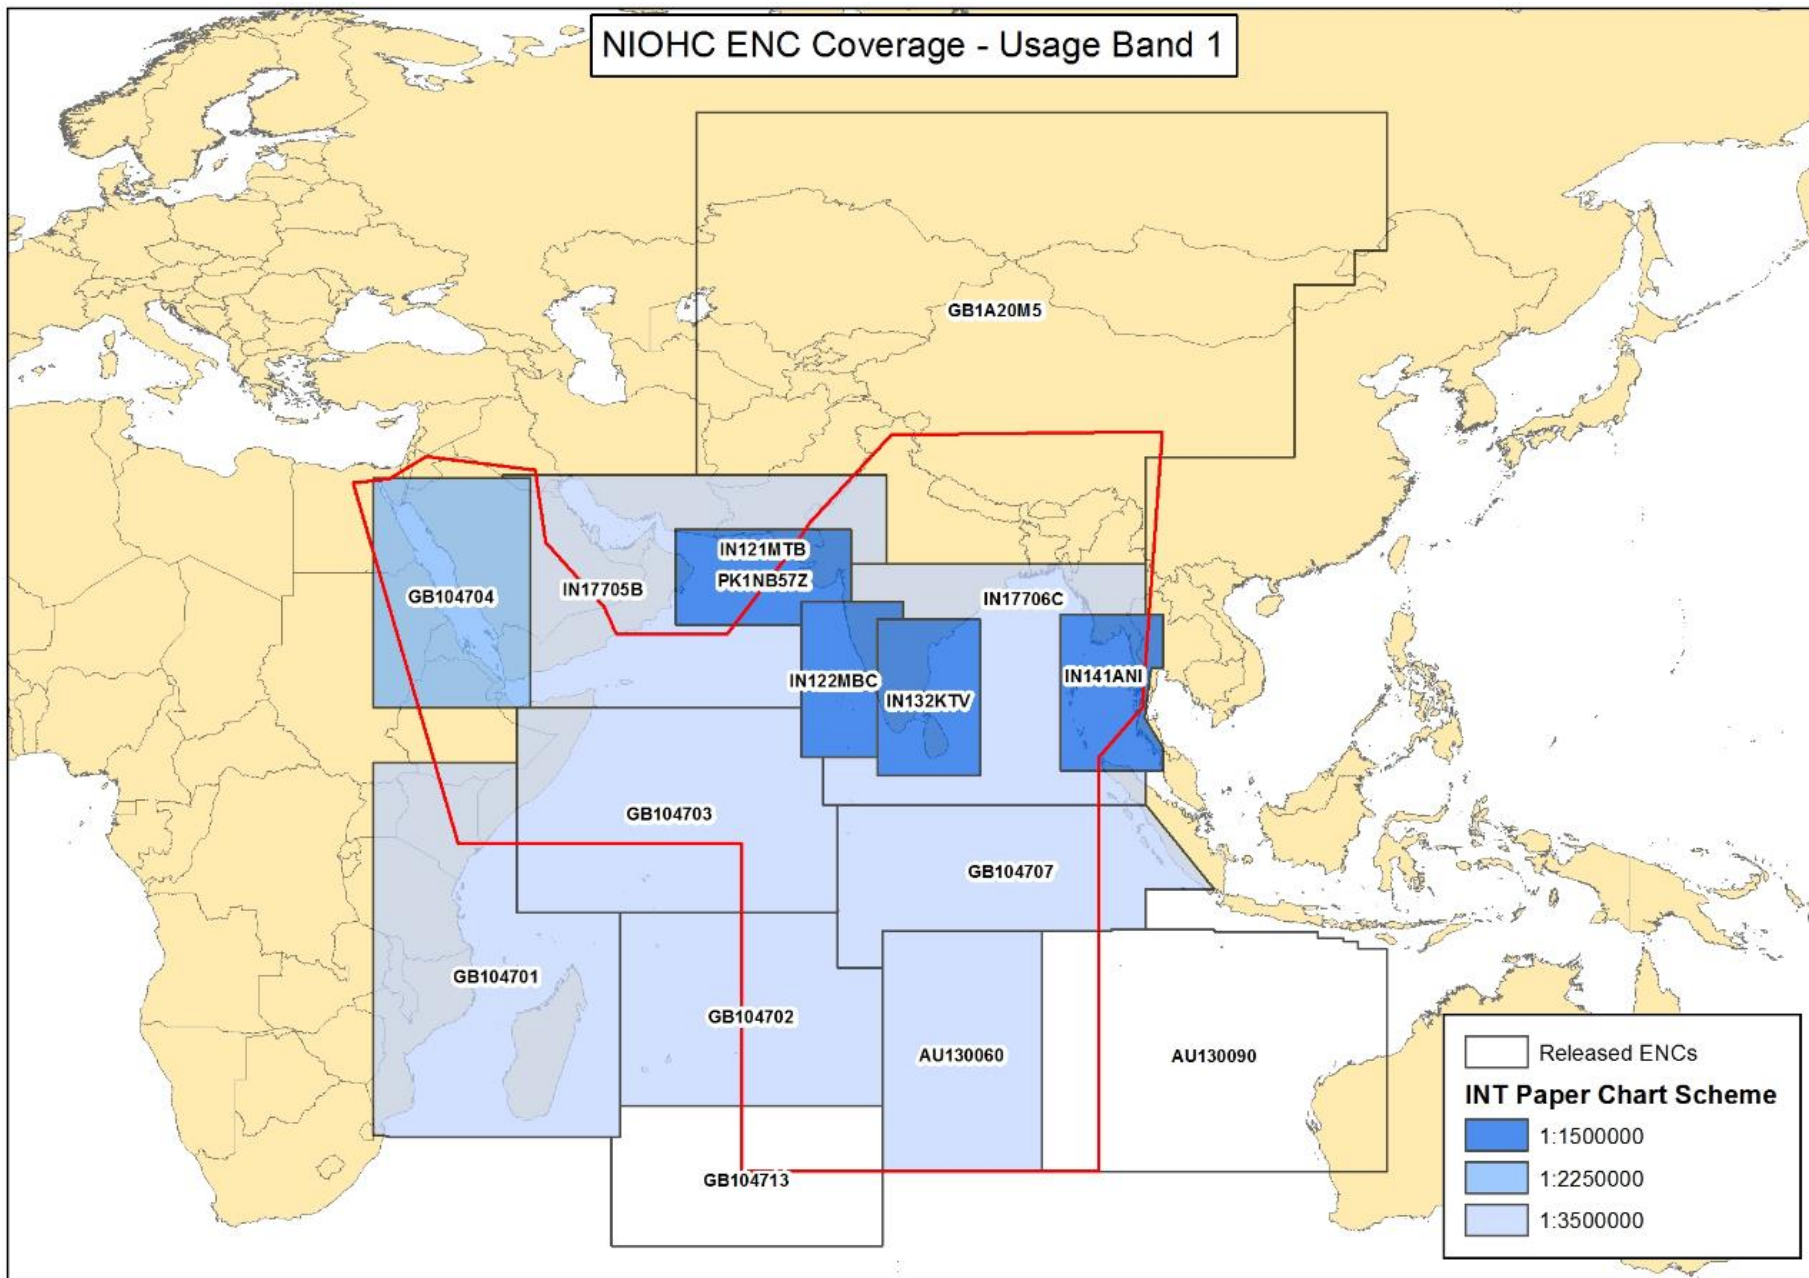 NIOHC ENC Coverage - Usage Band 1
GB1A20M5
IN121MTB
PK1NB57Z
IN17705B
GB104704
IN17706C
IN122MBC
IN132KTV
IN141ANI
GB104703
GB104707
GB104701
GB104702
AU130060
AU130090
GB104713
Released ENCs
INT Paper Chart Scheme
1:1500000
1:2250000
1:3500000